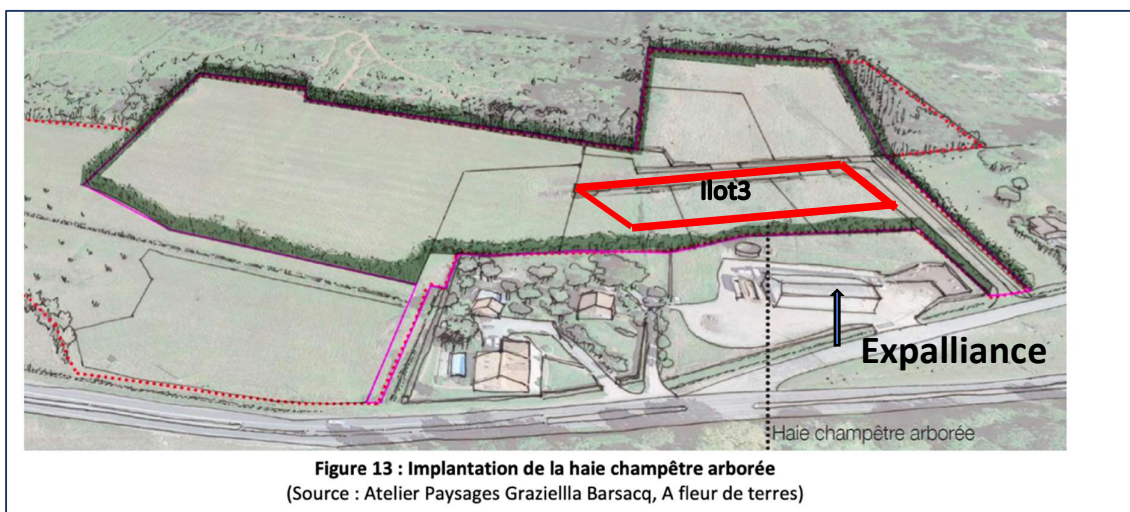 Ilot3
Expalliance
Haie champêtre arborée
Figure 13 : Implantation de la haie champêtre arborée
(Source : Atelier Paysages Graziellla Barsacq, A fleur de terres)